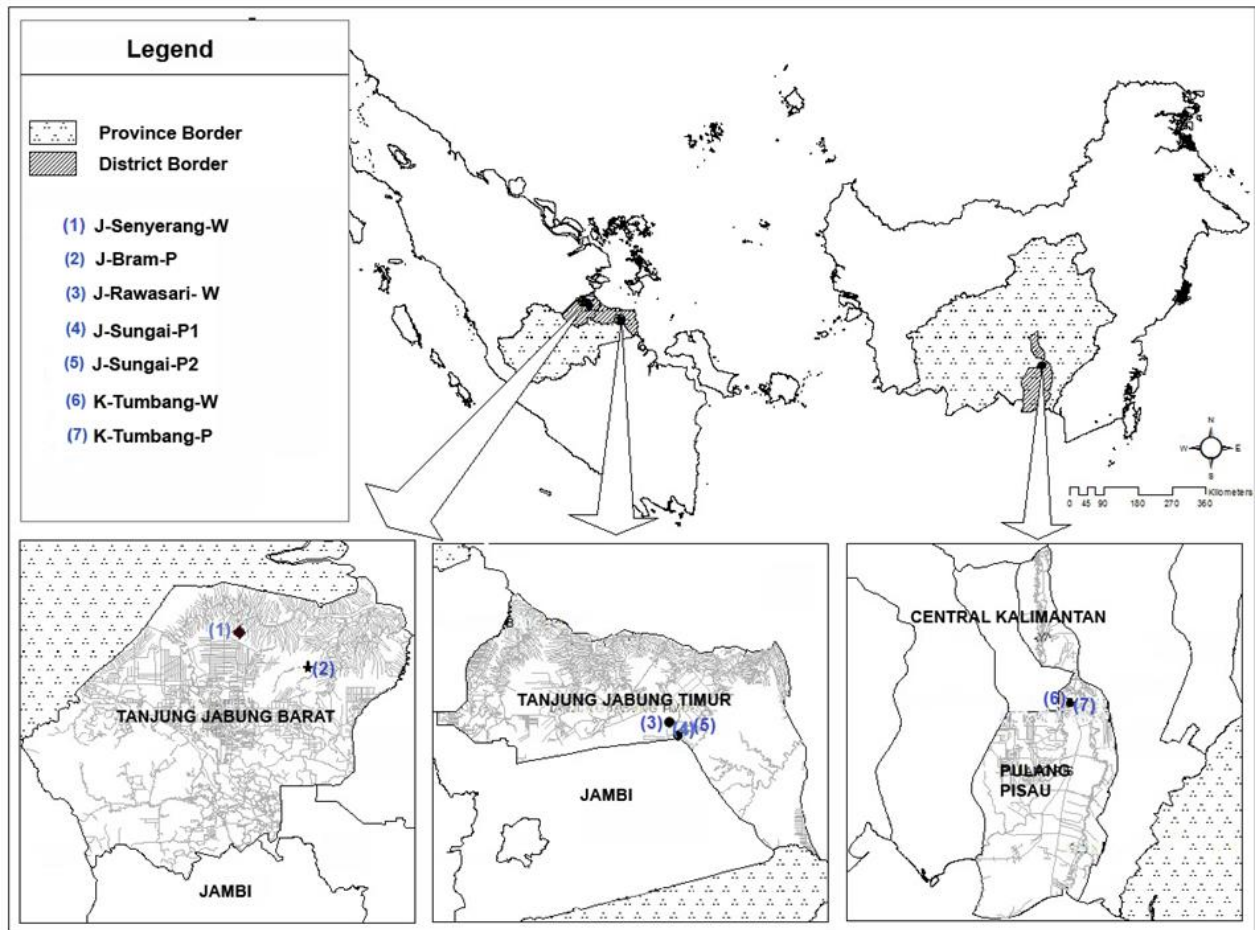 Legend
Province Border
District Border
(1) J-Senyerang-W
(2) J-Bram-P
(3) J-Rawasari- W
(4) J-Sungai-P1
(5) J-Sungai-P2
(6) K-Tumbang-W
(7) K-Tumbang-P
N
W E
S
Kilometers
0 45 90 180 270 360
(1)
(2)
TANJUNG JABUNG BARAT
JAMBI
TANJUNG JABUNG TIMUR
(3) (4) (5)
JAMBI
CENTRAL KALIMANTAN
(6) (7)
PULANG
PISAU